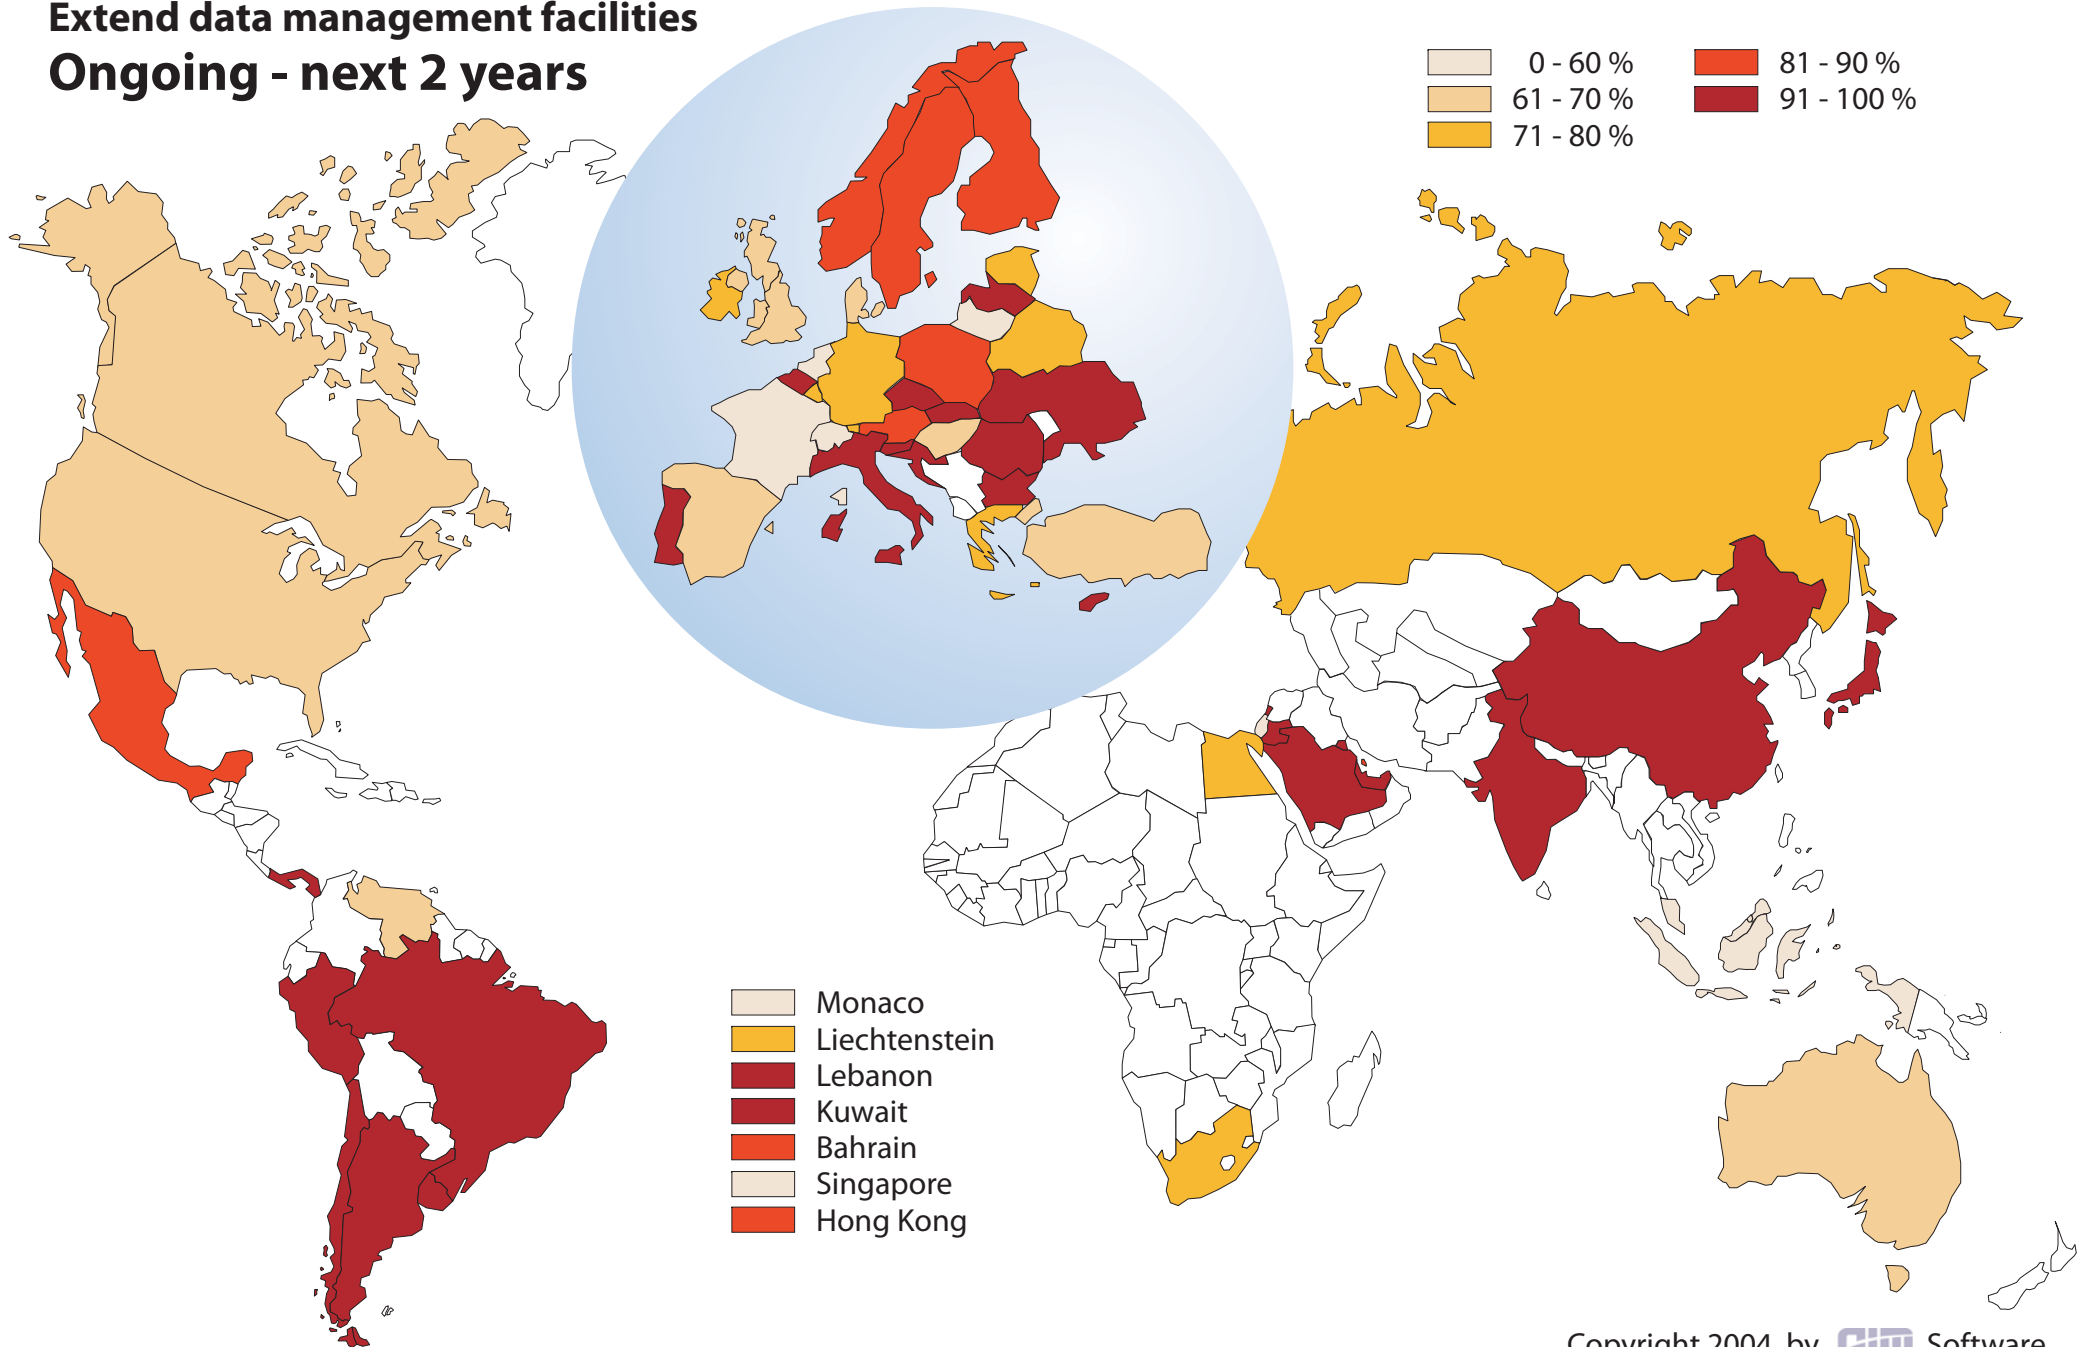 Extend data management facilities
Ongoing - next 2 years
0 - 60 %
61 - 70 %
71 - 80 %
81 - 90 %
91 - 100 %
Monaco
Liechtenstein
Lebanon
Kuwait
Bahrain
Singapore
Hong Kong
Copyright 2004 by Software